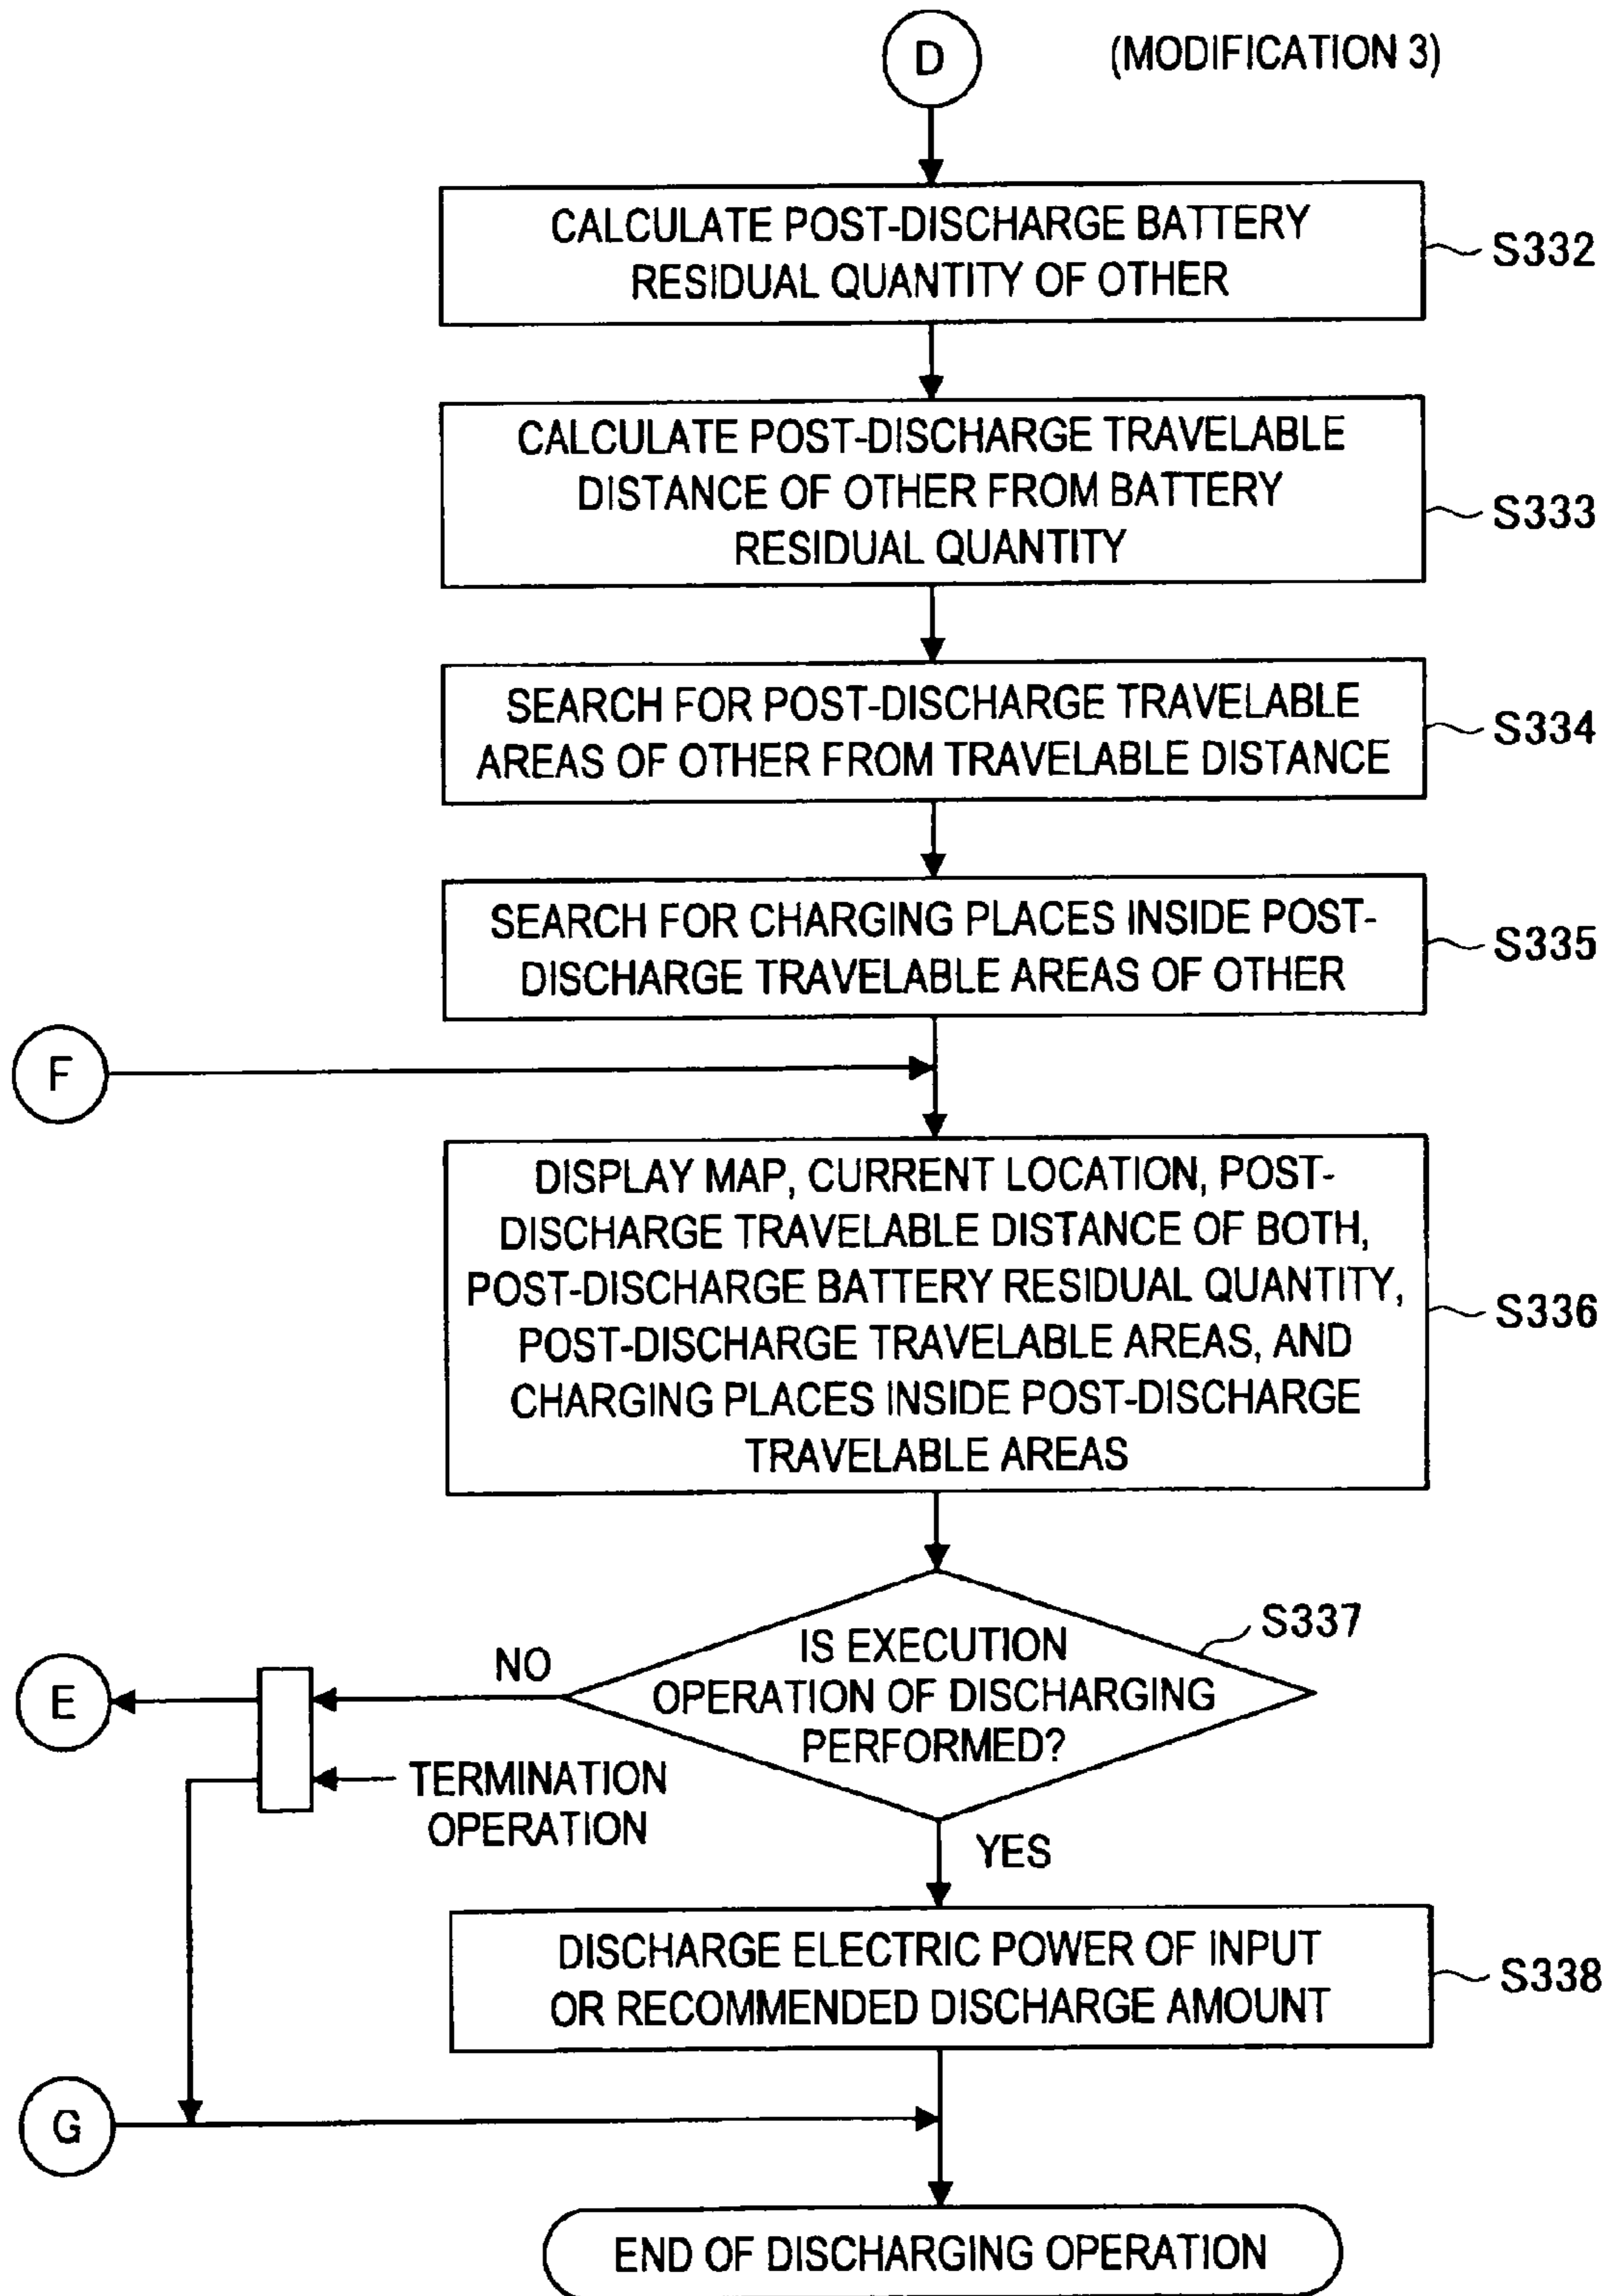 D
(MODIFICATION 3)
CALCULATE POST-DISCHARGE BATTERY
RESIDUAL QUANTITY OF OTHER
S332
CALCULATE POST-DISCHARGE TRAVELABLE
DISTANCE OF OTHER FROM BATTERY
RESIDUAL QUANTITY
S333
SEARCH FOR POST-DISCHARGE TRAVELABLE
AREAS OF OTHER FROM TRAVELABLE DISTANCE
S334
SEARCH FOR CHARGING PLACES INSIDE POST-
DISCHARGE TRAVELABLE AREAS OF OTHER
S335
F
DISPLAY MAP, CURRENT LOCATION, POST-
DISCHARGE TRAVELABLE DISTANCE OF BOTH,
POST-DISCHARGE BATTERY RESIDUAL QUANTITY,
POST-DISCHARGE TRAVELABLE AREAS, AND
CHARGING PLACES INSIDE POST-DISCHARGE
TRAVELABLE AREAS
S336
S337
IS EXECUTION
OPERATION OF DISCHARGING
PERFORMED?
NO
E
TERMINATION
OPERATION
YES
DISCHARGE ELECTRIC POWER OF INPUT
OR RECOMMENDED DISCHARGE AMOUNT
S338
G
END OF DISCHARGING OPERATION